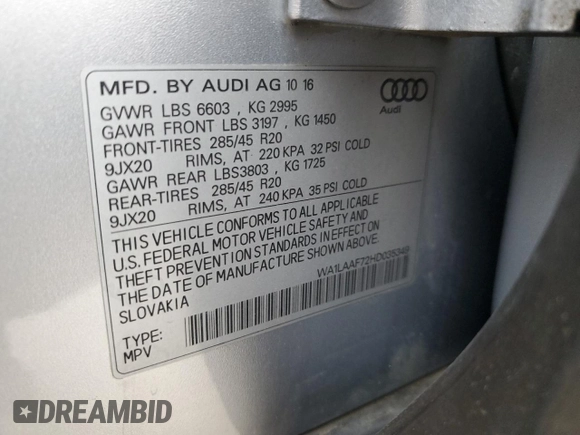 MFD. BY AUDI AG 10 16
Audi
GVWR LBS 6603 , KG 2995
GAWR FRONT LBS 3197 , KG 1450
FRONT-TIRES 285/45 R20
9JX20 RIMS, AT 220 KPA 32 PSI COLD
GAWR REAR LBS3803 , KG 1725
REAR-TIRES 285/45 R20
9JX20 RIMS, AT 240 KPA 35 PSI COLD
THIS VEHICLE CONFORMS TO ALL APPLICABLE
U.S. FEDERAL MOTOR VEHICLE SAFETY AND
THEFT PREVENTION STANDARDS IN EFFECT ON
THE DATE OF MANUFACTURE SHOWN ABOVE.
SLOVAKIA
WA1LAAF72HD035349
TYPE:
MPV
DREAMBID